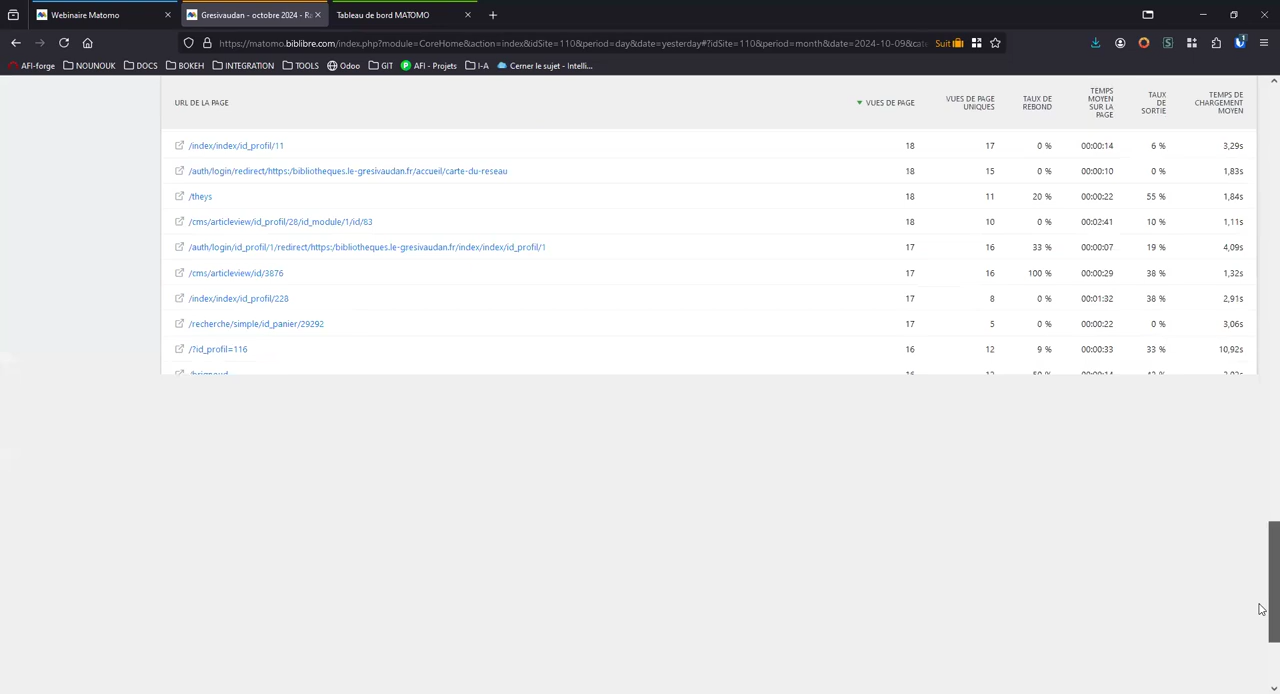 Webinaire Matomo
Gresivaudan - octobre 2024 - Ra
Tableau de bord MATOMO
https://matomo.biblibre.com/index.php?module=CoreHome&action=index&idSite=110&period=day&date=yesterday#?idSite=110&period=month&date=2024-10-09&cate
Suit
AFI-forge NOUNOUK DOCS BOKEH INTEGRATION TOOLS Odoo GIT AFI - Projets I-A Cerner le sujet - Intelli...
URL DE LA PAGE
VUES DE PAGE
VUES DE PAGE
UNIQUES
TAUX DE
REBOND
TEMPS
MOYEN
SUR LA
PAGE
TAUX
DE
SORTIE
TEMPS DE
CHARGEMENT
MOYEN
/index/index/id_profil/11 18 17 0 % 00:00:14 6 % 3,29s
/auth/login/redirect/https:/bibliotheques.le-gresivaudan.fr/accueil/carte-du-reseau 18 15 0 % 00:00:10 0 % 1,83s
/theys 18 11 20 % 00:00:22 55 % 1,84s
/cms/articleview/id_profil/28/id_module/1/id/83 18 10 0 % 00:02:41 10 % 1,11s
/auth/login/id_profil/1/redirect/https:/bibliotheques.le-gresivaudan.fr/index/index/id_profil/1 17 16 33 % 00:00:07 19 % 4,09s
/cms/articleview/id/3876 17 16 100 % 00:00:29 38 % 1,32s
/index/index/id_profil/228 17 8 0 % 00:01:32 38 % 2,91s
/recherche/simple/id_panier/29292 17 5 0 % 00:00:22 0 % 3,06s
/?id_profil=116 16 12 9 % 00:00:33 33 % 10,92s